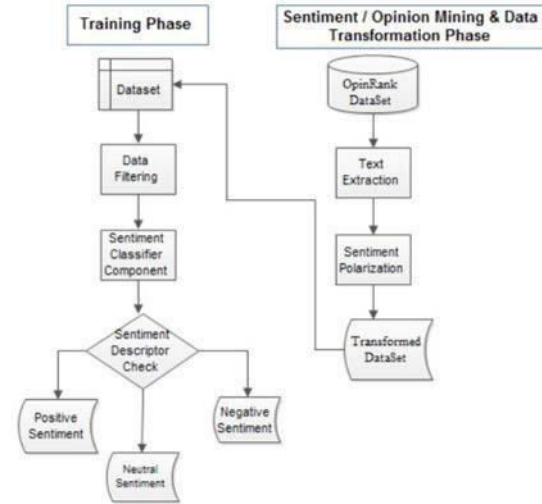 Training Phase
Sentiment / Opinion Mining & Data
Transformation Phase
Dataset
Data
Filtering
Sentiment
Classifier
Component
Sentiment
Descriptor
Check
Positive
Sentiment
Neutral
Sentiment
Negative
Sentiment
OpinRank
DataSet
Text
Extraction
Sentiment
Polarization
Transformed
DataSet